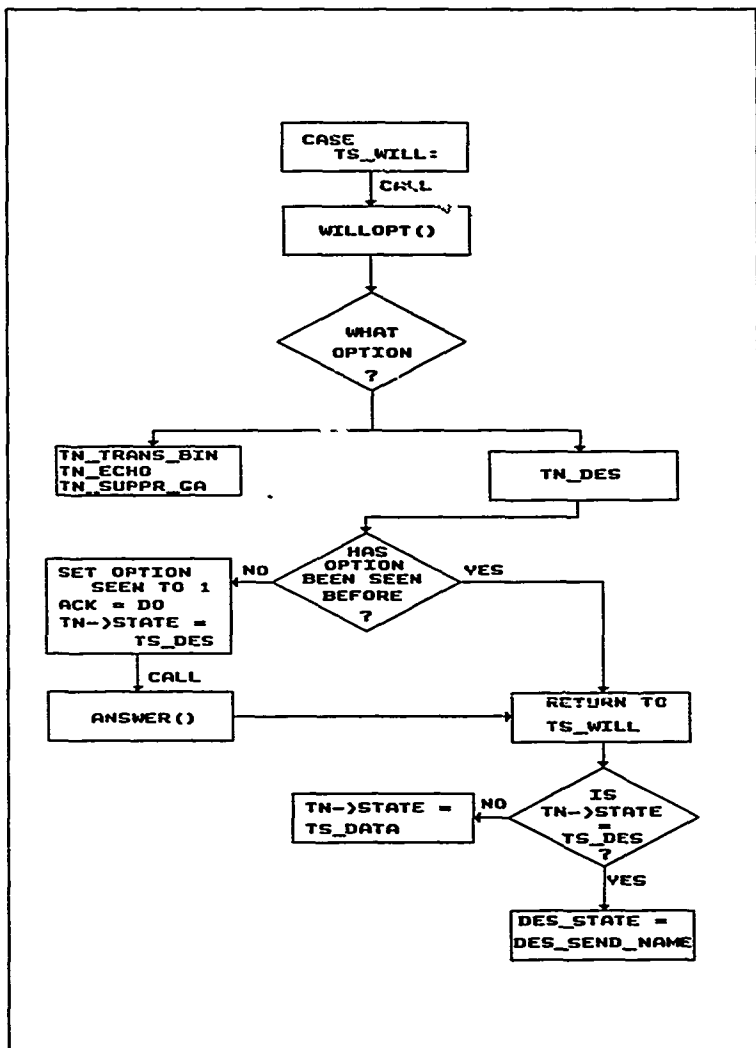 CASE
TS_WILL:
CALL
WILLOPT()
WHAT
OPTION
?
TN_TRANS_BIN
TN_ECHO
TN_SUPPR_GA
TN_DES
HAS
OPTION
BEEN SEEN
BEFORE
?
NO
YES
SET OPTION
SEEN TO 1
ACK = DO
TN->STATE =
TS_DES
CALL
ANSWER()
RETURN TO
TS_WILL
IS
TN->STATE
=
TS_DES
?
NO
TN->STATE =
TS_DATA
YES
DES_STATE =
DES_SEND_NAME